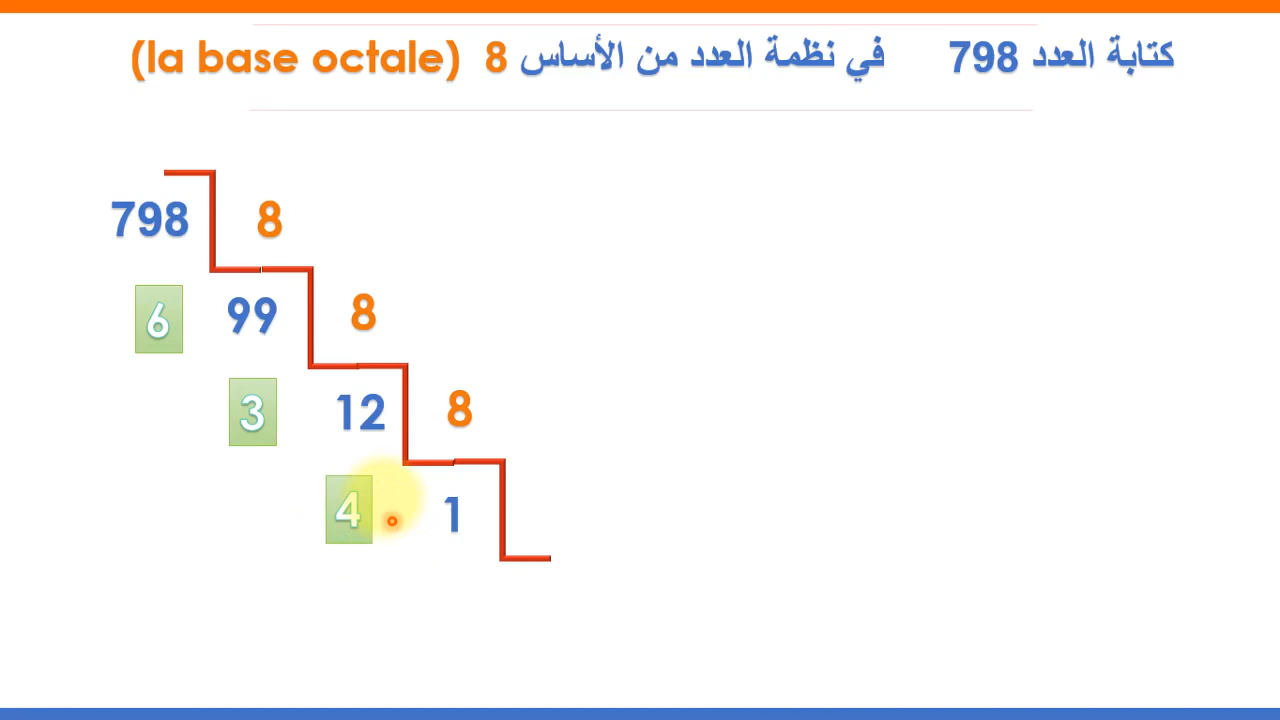 كتابة العدد 798 في نظمة العدد من الأساس 8 (la base octale)
798 8
6 99 8
3 12 8
4 1